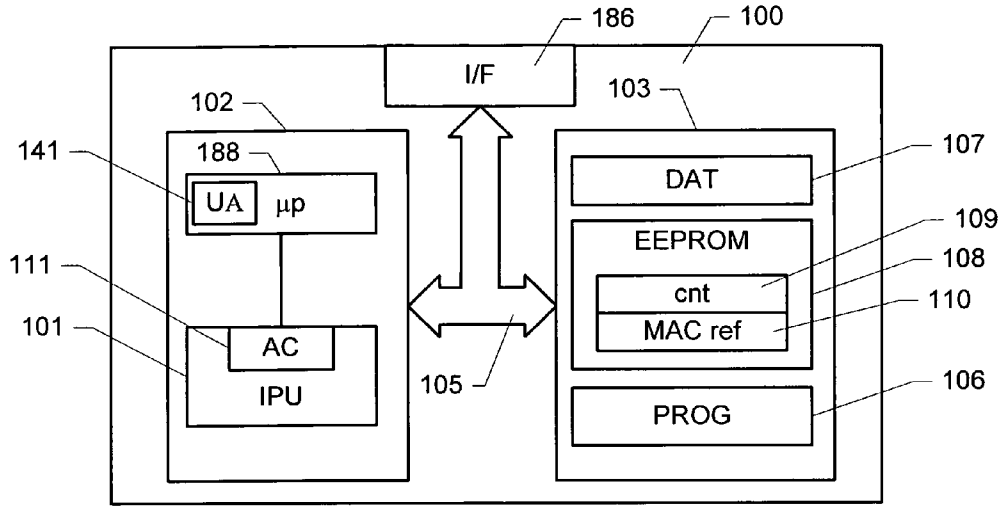 186
100
I/F
102
103
141
188
107
UA
μp
DAT
109
EEPROM
108
111
cnt
110
101
MAC ref
AC
105
106
IPU
PROG